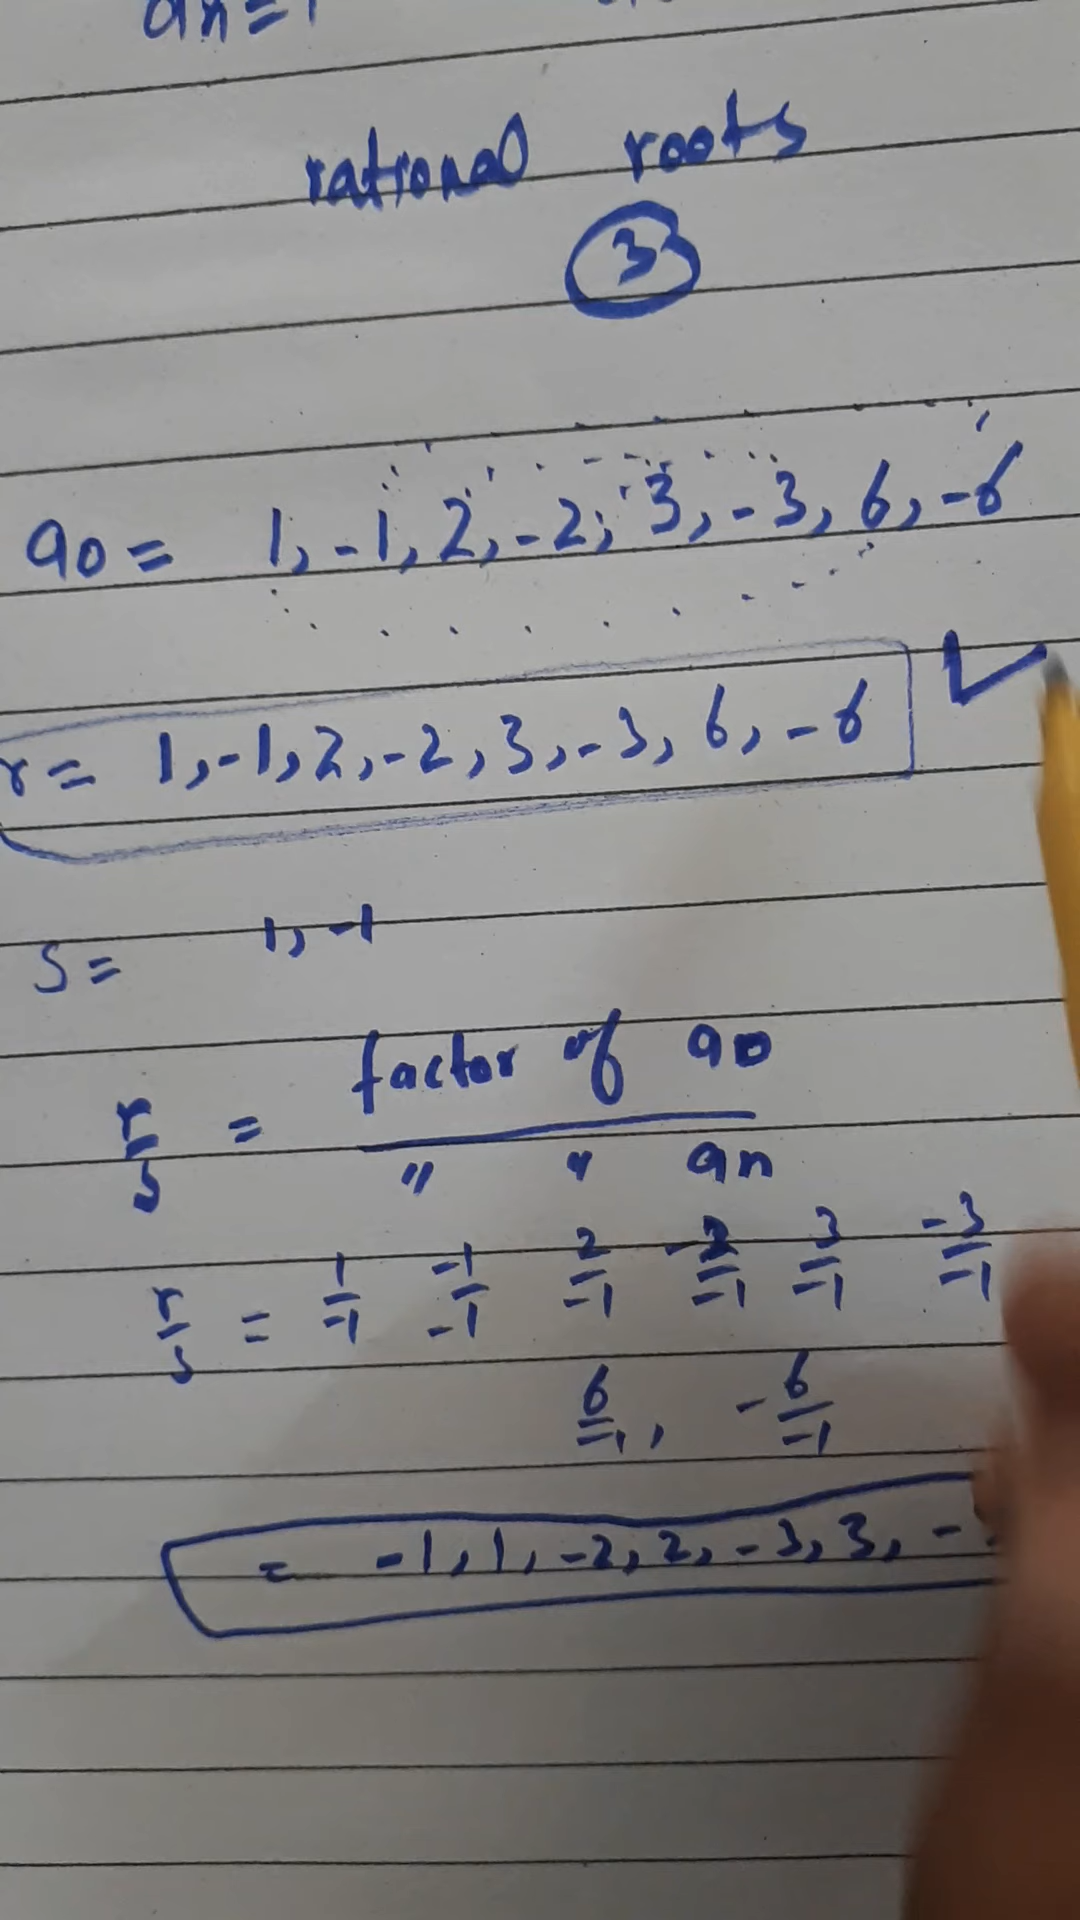 an=1
rational roots
3
a0= 1, -1, 2, -2, 3, -3, 6, -6
r= 1, -1, 2, -2, 3, -3, 6, -6
S= 1, -1
r/s = factor of a0 / " " an
r/s = 1/-1 -1/-1 2/-1 -2/-1 3/-1 -3/-1
6/-1, -6/-1
= -1, 1, -2, 2, -3, 3, -